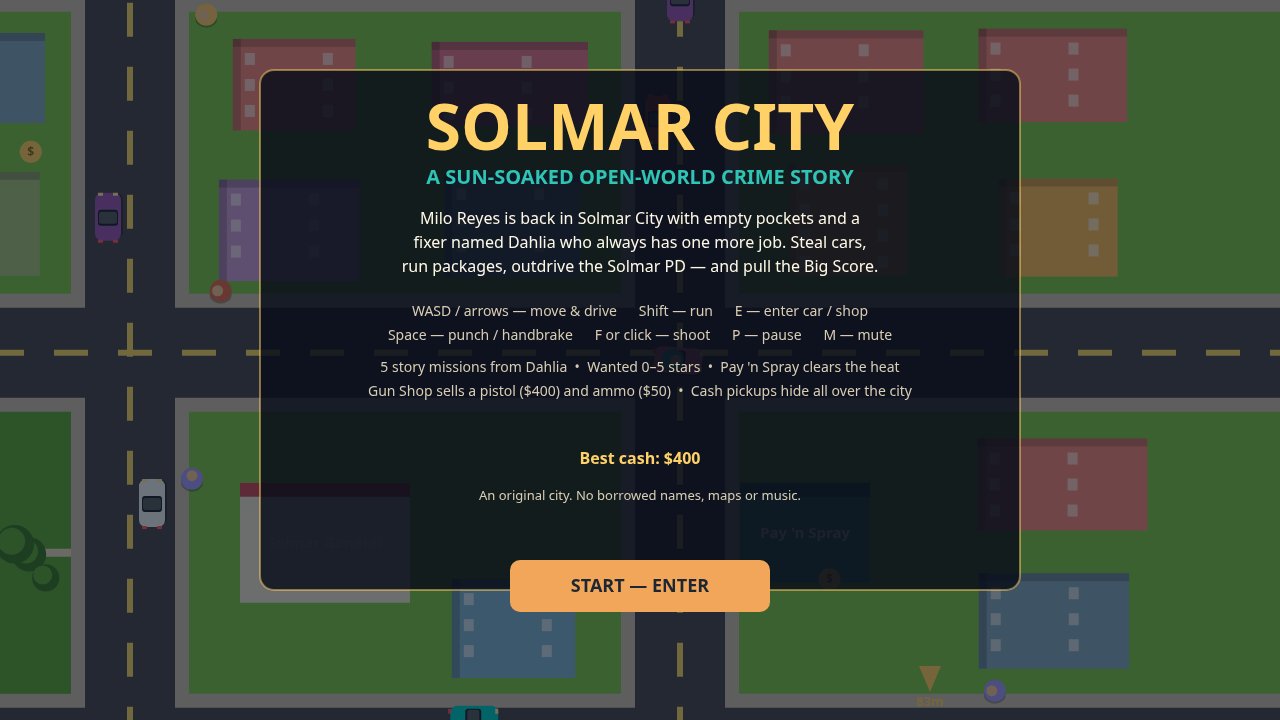 $
SOLMAR CITY
A SUN-SOAKED OPEN-WORLD CRIME STORY
Milo Reyes is back in Solmar City with empty pockets and a
fixer named Dahlia who always has one more job. Steal cars,
run packages, outdrive the Solmar PD — and pull the Big Score.
WASD / arrows — move & drive Shift — run E — enter car / shop
Space — punch / handbrake F or click — shoot P — pause M — mute
5 story missions from Dahlia • Wanted 0–5 stars • Pay 'n Spray clears the heat
Gun Shop sells a pistol ($400) and ammo ($50) • Cash pickups hide all over the city
Best cash: $400
An original city. No borrowed names, maps or music.
Pay 'n Spray
Solmar General
$
START — ENTER
83m